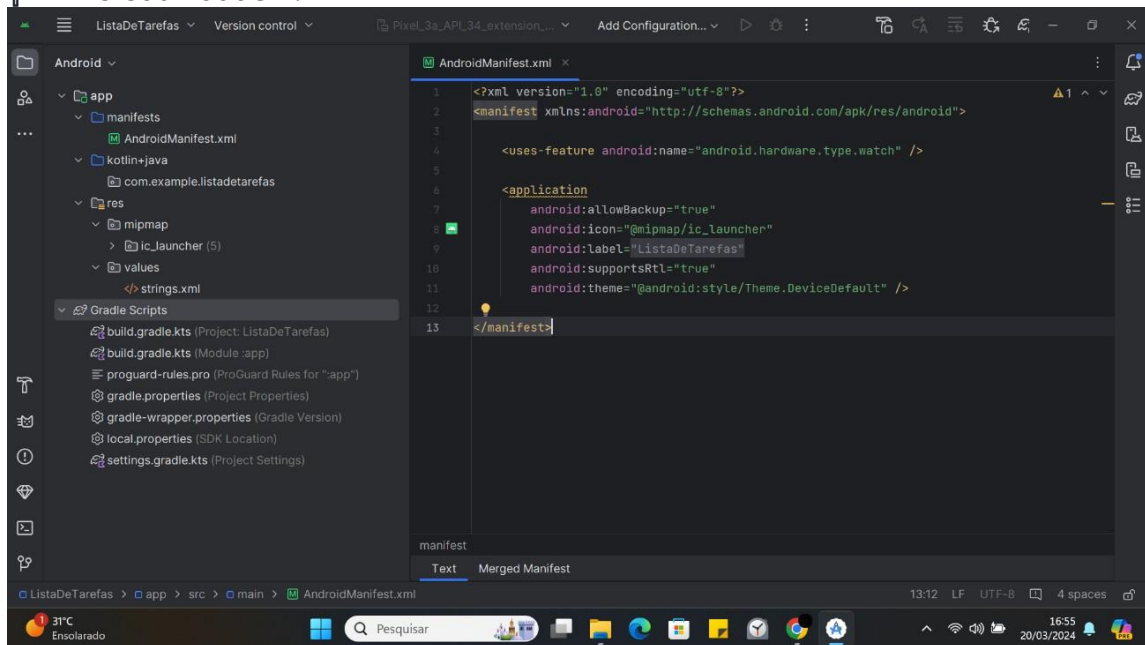 ListaDeTarefas Version control Pixel_3a_API_34_extension_... Add Configuration...
Android
AndroidManifest.xml
app
manifests
AndroidManifest.xml
kotlin+java
com.example.listadetarefas
res
mipmap
ic_launcher (5)
values
strings.xml
Gradle Scripts
build.gradle.kts (Project: ListaDeTarefas)
build.gradle.kts (Module :app)
proguard-rules.pro (ProGuard Rules for ":app")
gradle.properties (Project Properties)
gradle-wrapper.properties (Gradle Version)
local.properties (SDK Location)
settings.gradle.kts (Project Settings)
1 <?xml version="1.0" encoding="utf-8"?>
2 <manifest xmlns:android="http://schemas.android.com/apk/res/android">
3
4 <uses-feature android:name="android.hardware.type.watch" />
5
6 <application
7 android:allowBackup="true"
8 android:icon="@mipmap/ic_launcher"
9 android:label="ListaDeTarefas"
10 android:supportsRtl="true"
11 android:theme="@android:style/Theme.DeviceDefault" />
12
13 </manifest>
1
manifest
Text Merged Manifest
ListaDeTarefas > app > src > main > AndroidManifest.xml 13:12 LF UTF-8 4 spaces
1 31°C
Ensolarado
Pesquisar
16:55
20/03/2024
PRE